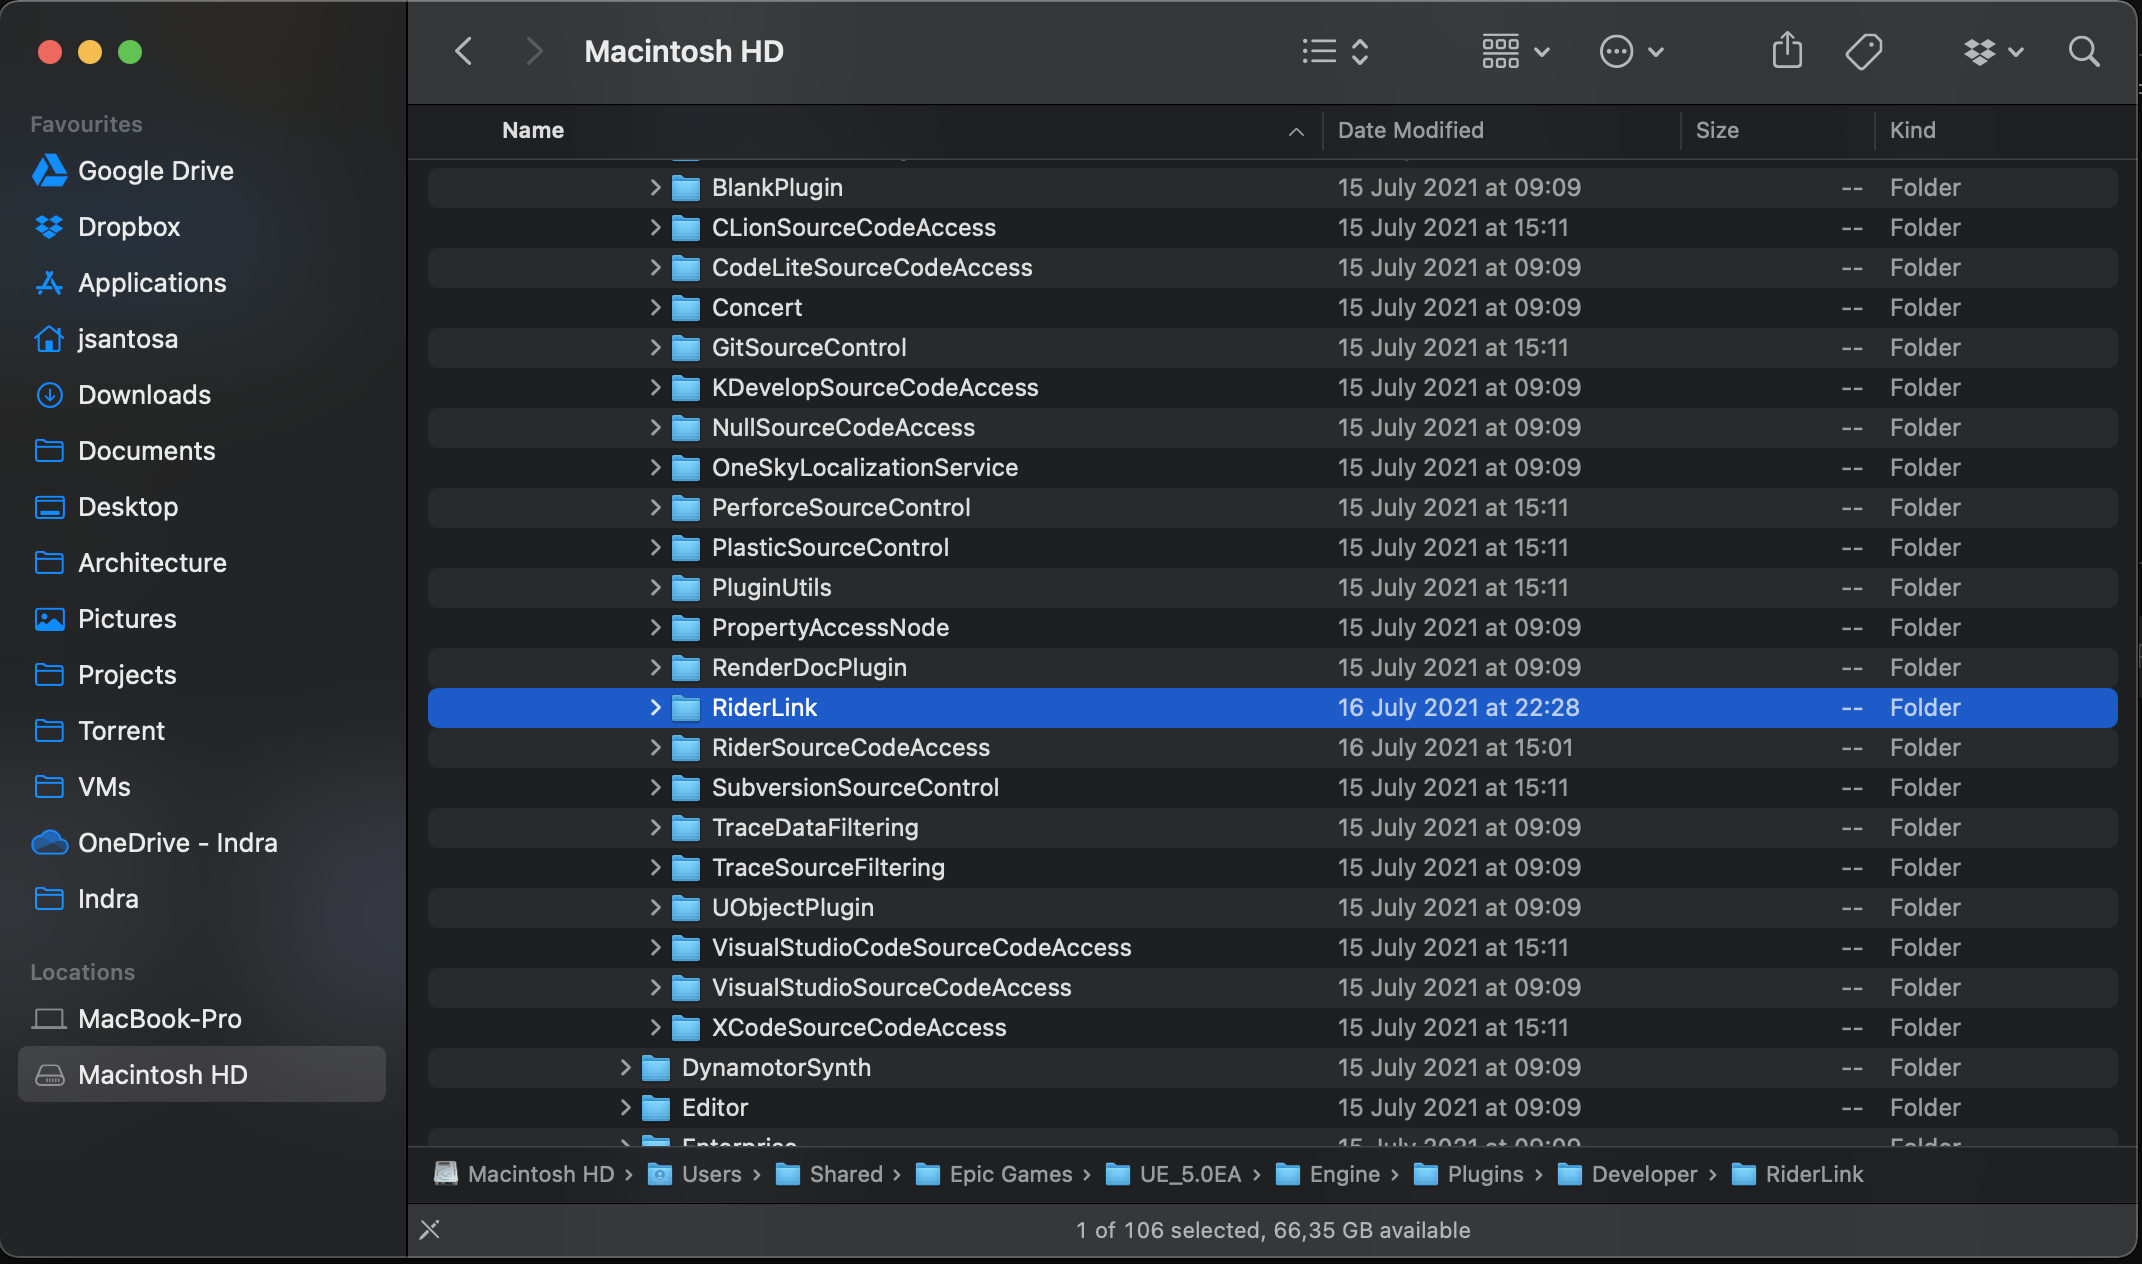 Macintosh HD
Favourites
Google Drive
Dropbox
Applications
jsantosa
Downloads
Documents
Desktop
Architecture
Pictures
Projects
Torrent
VMs
OneDrive - Indra
Indra
Locations
MacBook-Pro
Macintosh HD
Name Date Modified Size Kind
BlankPlugin 15 July 2021 at 09:09 -- Folder
CLionSourceCodeAccess 15 July 2021 at 15:11 -- Folder
CodeLiteSourceCodeAccess 15 July 2021 at 09:09 -- Folder
Concert 15 July 2021 at 09:09 -- Folder
GitSourceControl 15 July 2021 at 15:11 -- Folder
KDevelopSourceCodeAccess 15 July 2021 at 09:09 -- Folder
NullSourceCodeAccess 15 July 2021 at 09:09 -- Folder
OneSkyLocalizationService 15 July 2021 at 09:09 -- Folder
PerforceSourceControl 15 July 2021 at 15:11 -- Folder
PlasticSourceControl 15 July 2021 at 15:11 -- Folder
PluginUtils 15 July 2021 at 15:11 -- Folder
PropertyAccessNode 15 July 2021 at 09:09 -- Folder
RenderDocPlugin 15 July 2021 at 09:09 -- Folder
RiderLink 16 July 2021 at 22:28 -- Folder
RiderSourceCodeAccess 16 July 2021 at 15:01 -- Folder
SubversionSourceControl 15 July 2021 at 15:11 -- Folder
TraceDataFiltering 15 July 2021 at 09:09 -- Folder
TraceSourceFiltering 15 July 2021 at 09:09 -- Folder
UObjectPlugin 15 July 2021 at 09:09 -- Folder
VisualStudioCodeSourceCodeAccess 15 July 2021 at 15:11 -- Folder
VisualStudioSourceCodeAccess 15 July 2021 at 09:09 -- Folder
XCodeSourceCodeAccess 15 July 2021 at 15:11 -- Folder
DynamotorSynth 15 July 2021 at 09:09 -- Folder
Editor 15 July 2021 at 09:09 -- Folder
Enterprise 15 July 2021 at 09:09 -- Folder
Macintosh HD › Users › Shared › Epic Games › UE_5.0EA › Engine › Plugins › Developer › RiderLink
1 of 106 selected, 66,35 GB available